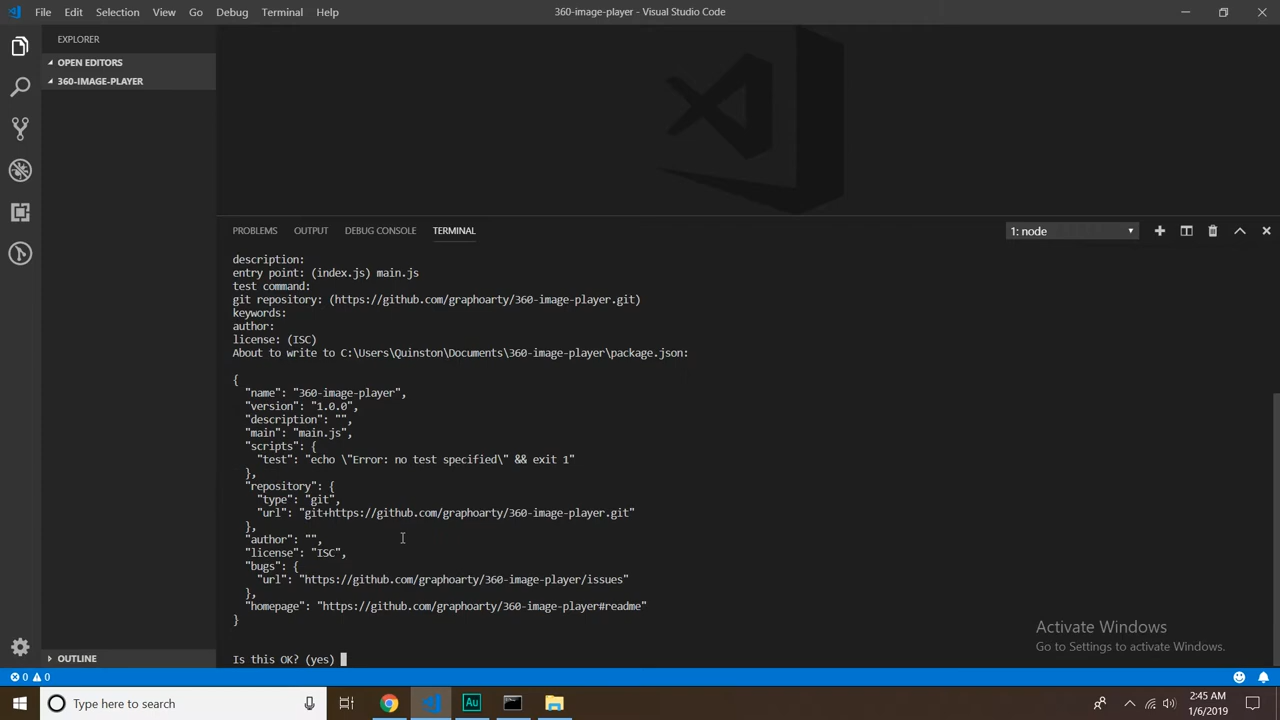 File Edit View Selection Go Debug Terminal Help
360-image-player - Visual Studio Code
EXPLORER
OPEN EDITORS
360-IMAGE-PLAYER
PROBLEMS OUTPUT DEBUG CONSOLE TERMINAL
1: node
description:
entry point: (index.js) main.js
test command:
git repository: (https://github.com/graphoarty/360-image-player.git)
keywords:
author:
license: (ISC)
About to write to C:\Users\Quinston\Documents\360-image-player\package.json:
{
"name": "360-image-player",
"version": "1.0.0",
"description": "",
"main": "main.js",
"scripts": {
"test": "echo \"Error: no test specified\" && exit 1"
},
"repository": {
"type": "git",
"url": "git+https://github.com/graphoarty/360-image-player.git"
},
"author": "",
"license": "ISC",
"bugs": {
"url": "https://github.com/graphoarty/360-image-player/issues"
},
"homepage": "https://github.com/graphoarty/360-image-player#readme"
}
Is this OK? (yes)
Activate Windows
Go to Settings to activate Windows.
OUTLINE
0 0
Type here to search
Au
2:45 AM
1/6/2019